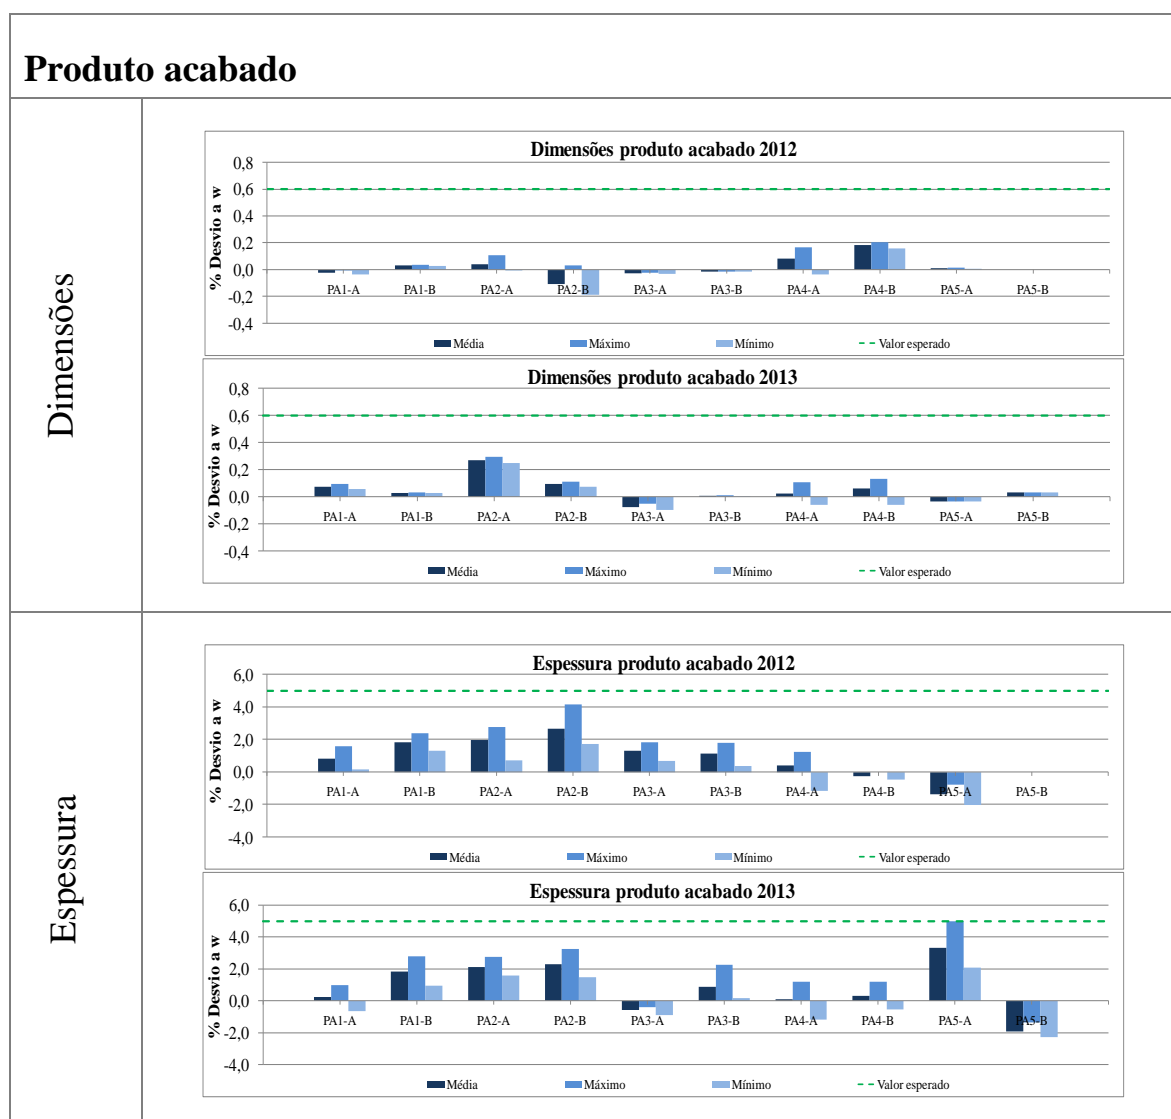 Produto acabado
Dimensões
Dimensões produto acabado 2012
% Desvio a w
0,8
0,6
0,4
0,2
0,0
-0,2
-0,4
PA1-A PA1-B PA2-A PA2-B PA3-A PA3-B PA4-A PA4-B PA5-A PA5-B
Média Máximo Mínimo Valor esperado
Dimensões produto acabado 2013
% Desvio a w
0,8
0,6
0,4
0,2
0,0
-0,2
-0,4
PA1-A PA1-B PA2-A PA2-B PA3-A PA3-B PA4-A PA4-B PA5-A PA5-B
Média Máximo Mínimo Valor esperado
Espessura
Espessura produto acabado 2012
% Desvio a w
6,0
4,0
2,0
0,0
-2,0
-4,0
PA1-A PA1-B PA2-A PA2-B PA3-A PA3-B PA4-A PA4-B PA5-A PA5-B
Média Máximo Mínimo Valor esperado
Espessura produto acabado 2013
% Desvio a w
6,0
4,0
2,0
0,0
-2,0
-4,0
PA1-A PA1-B PA2-A PA2-B PA3-A PA3-B PA4-A PA4-B PA5-A PA5-B
Média Máximo Mínimo Valor esperado